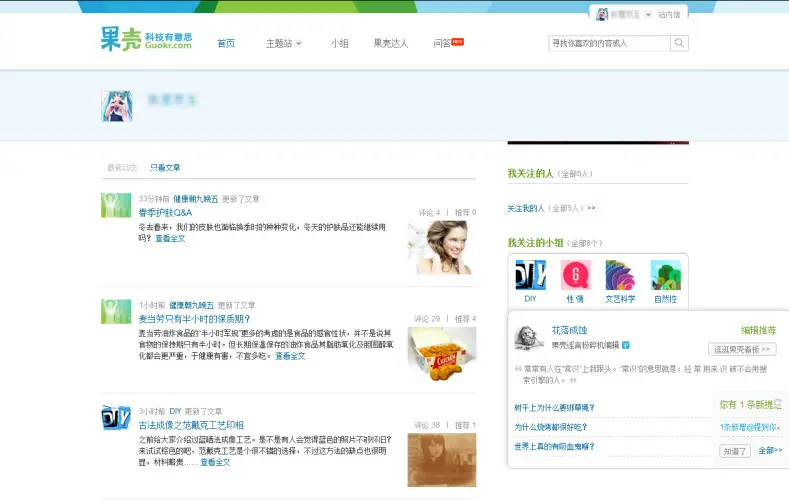 站内信
果壳 科技有意思
Guokr.com
首页 主题站 小组 果壳达人 问答
寻找你喜欢的内容或人
最新动态 只看文章
33分钟前 健康朝九晚五 更新了文章
春季护肤Q&A
评论 4 | 推荐 0
冬去春来，我们的皮肤也面临换季时的种种变化，冬天的护肤品还能继续用
吗？ 查看全文
1小时前 健康朝九晚五 更新了文章
麦当劳只有半小时的保质期？
评论 29 | 推荐 4
麦当劳油炸食品的“半小时军规”更多的考虑的是食品的感官性状，并不是说其
食物的保持期只有半小时。但长期保温保存的油炸食品其脂肪氧化及胆固醇氧
化都会更严重，于健康有害，不宜多吃。 查看全文
3小时前 DIY 更新了文章
古法成像之范戴克工艺印相
评论 38 | 推荐 1
之前给大家介绍过蓝晒法成像工艺。是不是有人会觉得蓝色的照片不够怀旧？
来试试棕色的吧，范戴克工艺是个很不错的选择，不过这方法的缺点也很明
显，材料略贵…… 查看全文
我关注的人（全部0人）
关注我的人（全部5人）>>
我关注的小组（全部8个）
DIY 性 情 文艺科学 自然控
花落成蚀 编辑推荐
果壳谣言粉碎机编辑
逛逛果壳看板 >>
常常有人在“常识”上栽跟头。“常识”的意思就是：经 常 用来 识 破不会用搜
索引擎的人。
树干上为什么要绑草绳？
为什么烧烤都很好吃？
世界上真的有吸血鬼嘛？
你有 1 条新提
1条新增@提到你。
知道了 全部>>